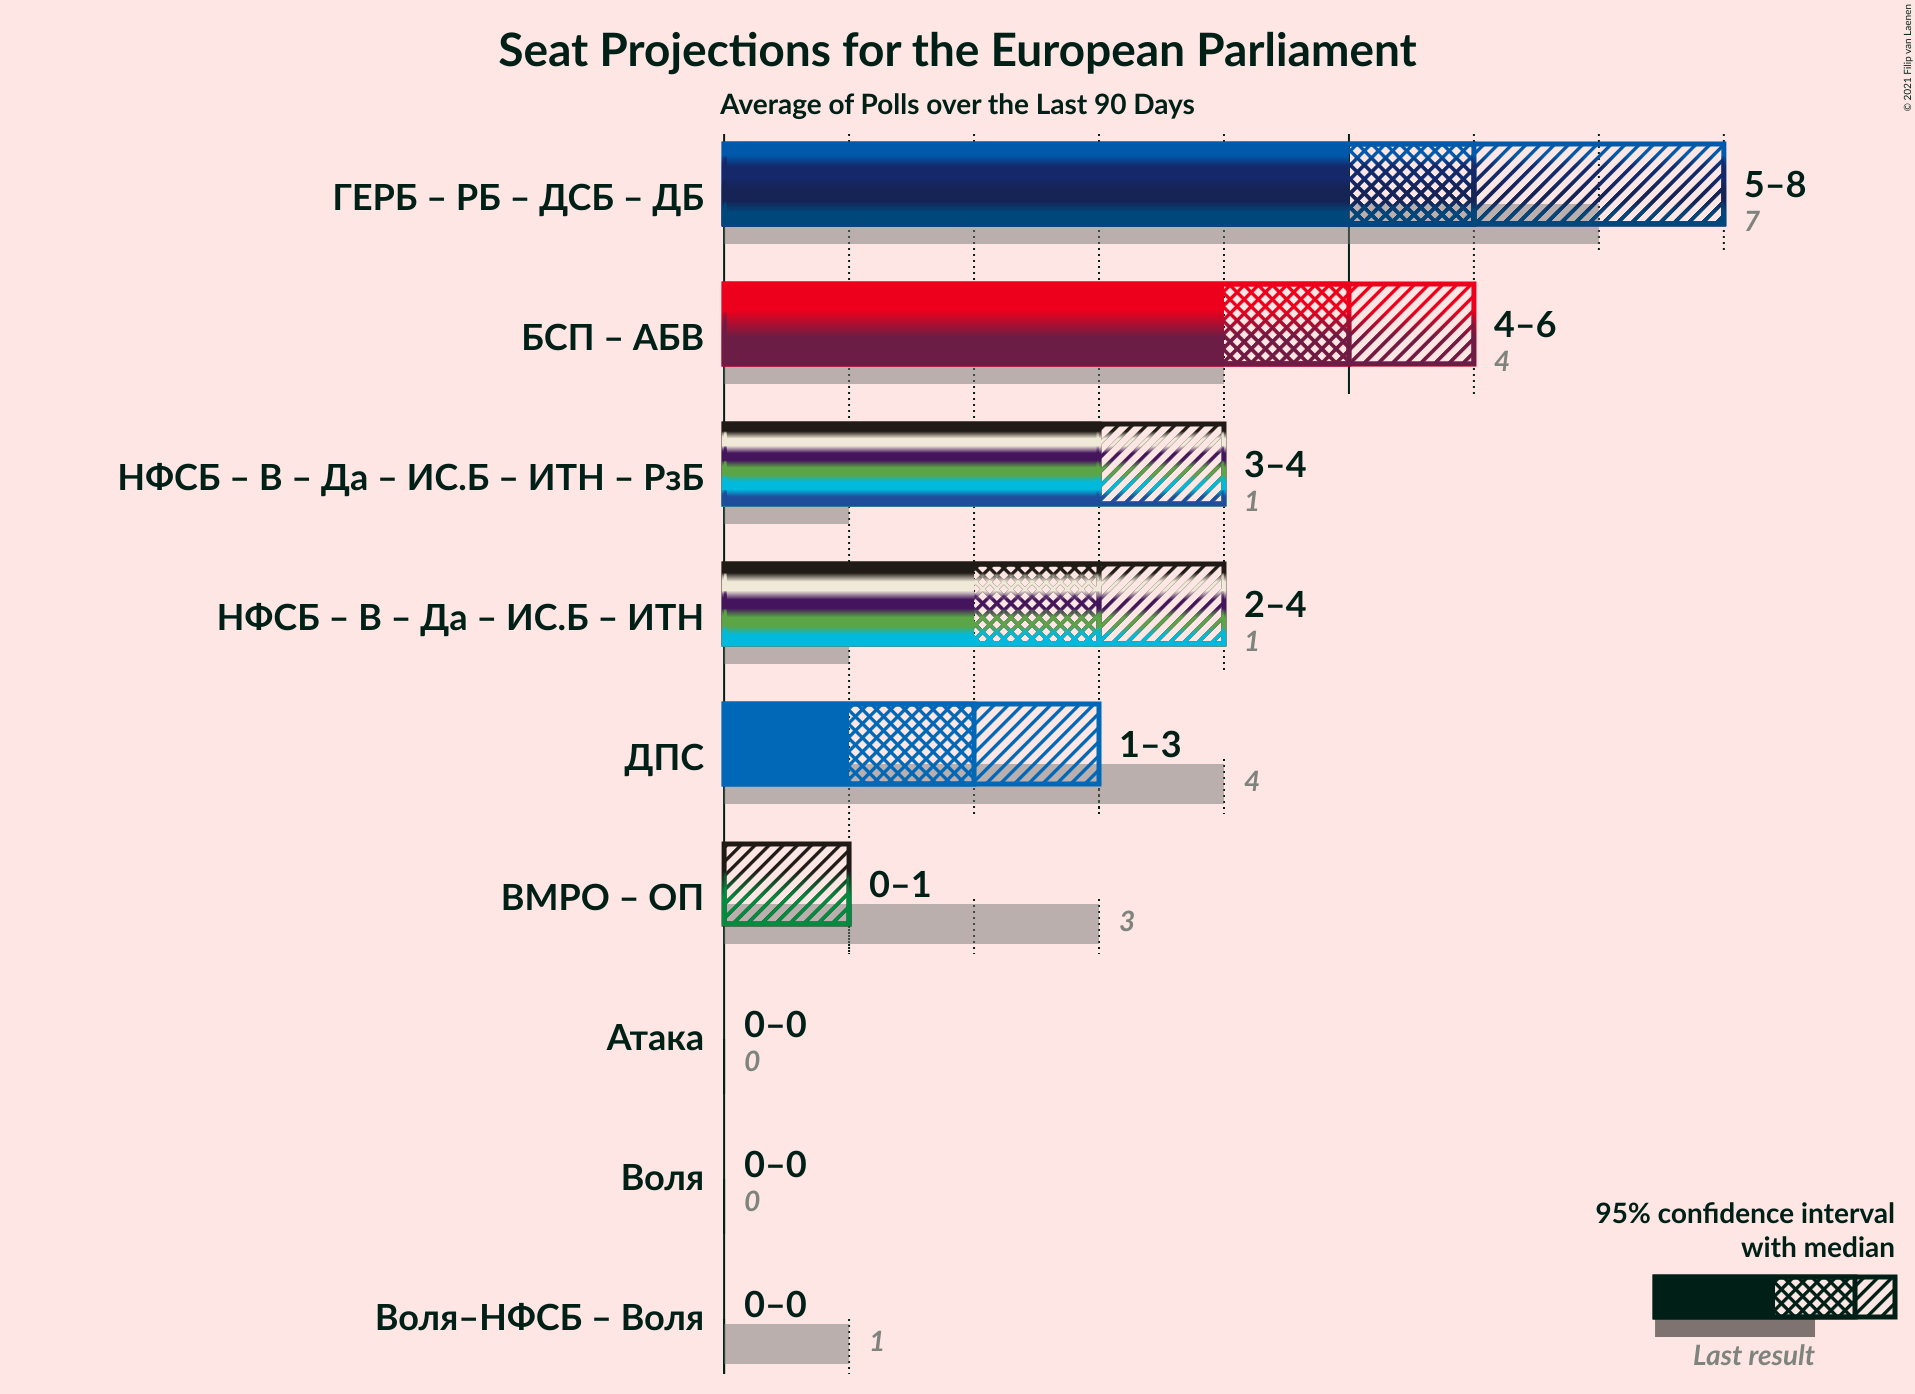 Seat Projections for the European Parliament
Average of Polls over the Last 90 Days
© 2021 Filip van Laenen
ГЕРБ – РБ – ДСБ – ДБ
5–8
7
БСП – АБВ
4–6
4
НФСБ – В – Да – ИС.Б – ИТН – РзБ
3–4
1
НФСБ – В – Да – ИС.Б – ИТН
2–4
1
ДПС
1–3
4
ВМРО – ОП
0–1
3
Атака
0–0
0
Воля
0–0
0
Воля–НФСБ – Воля
0–0
1
95% confidence interval
with median
Last result